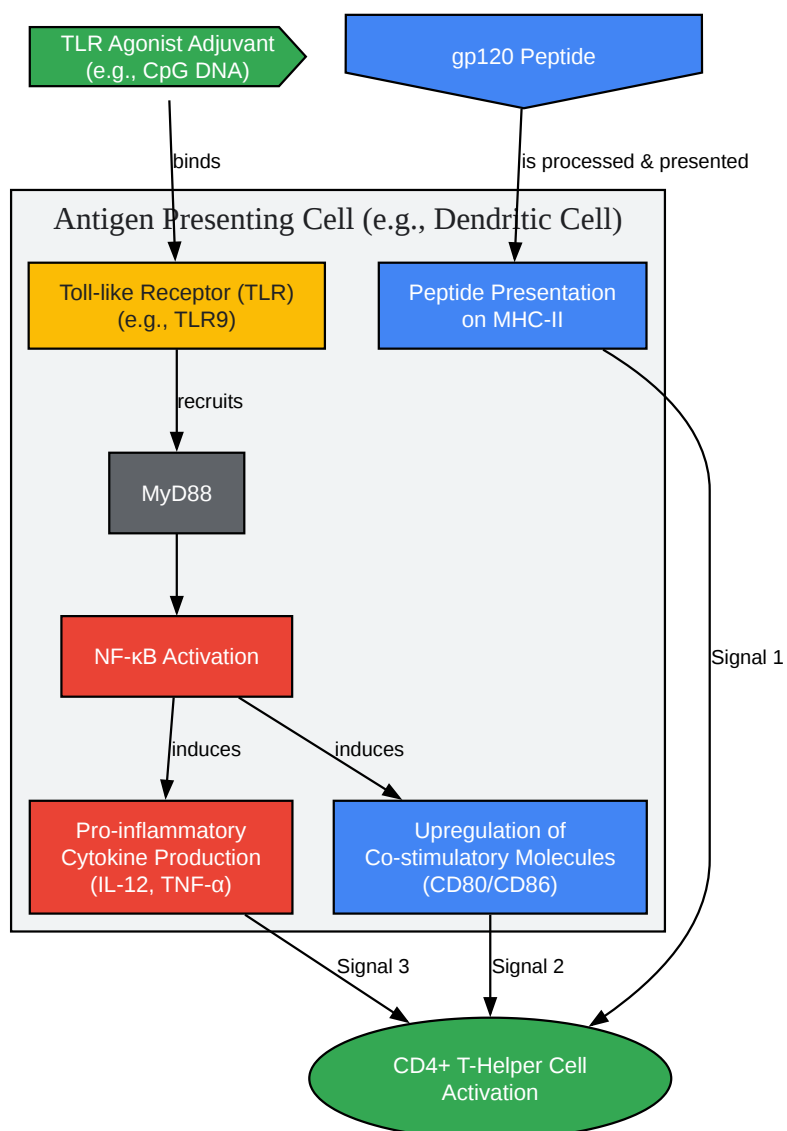 TLR Agonist Adjuvant
(e.g., CpG DNA)
gp120 Peptide
binds
is processed & presented
Antigen Presenting Cell (e.g., Dendritic Cell)
Toll-like Receptor (TLR)
(e.g., TLR9)
Peptide Presentation
on MHC-II
recruits
MyD88
NF-κB Activation
Signal 1
induces
induces
Pro-inflammatory
Cytokine Production
(IL-12, TNF-α)
Upregulation of
Co-stimulatory Molecules
(CD80/CD86)
Signal 3
Signal 2
CD4+ T-Helper Cell
Activation